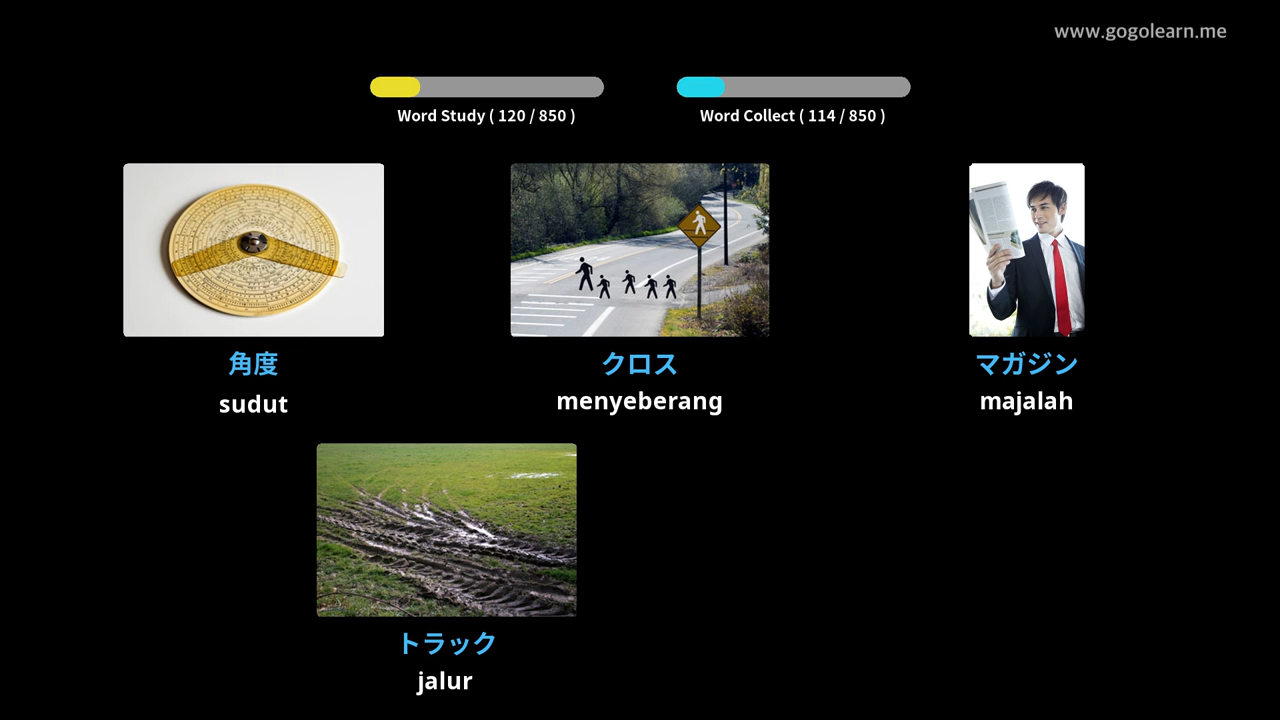 www.gogolearn.me
Word Study ( 120 / 850 )
Word Collect ( 114 / 850 )
角度
sudut
クロス
menyeberang
マガジン
majalah
トラック
jalur